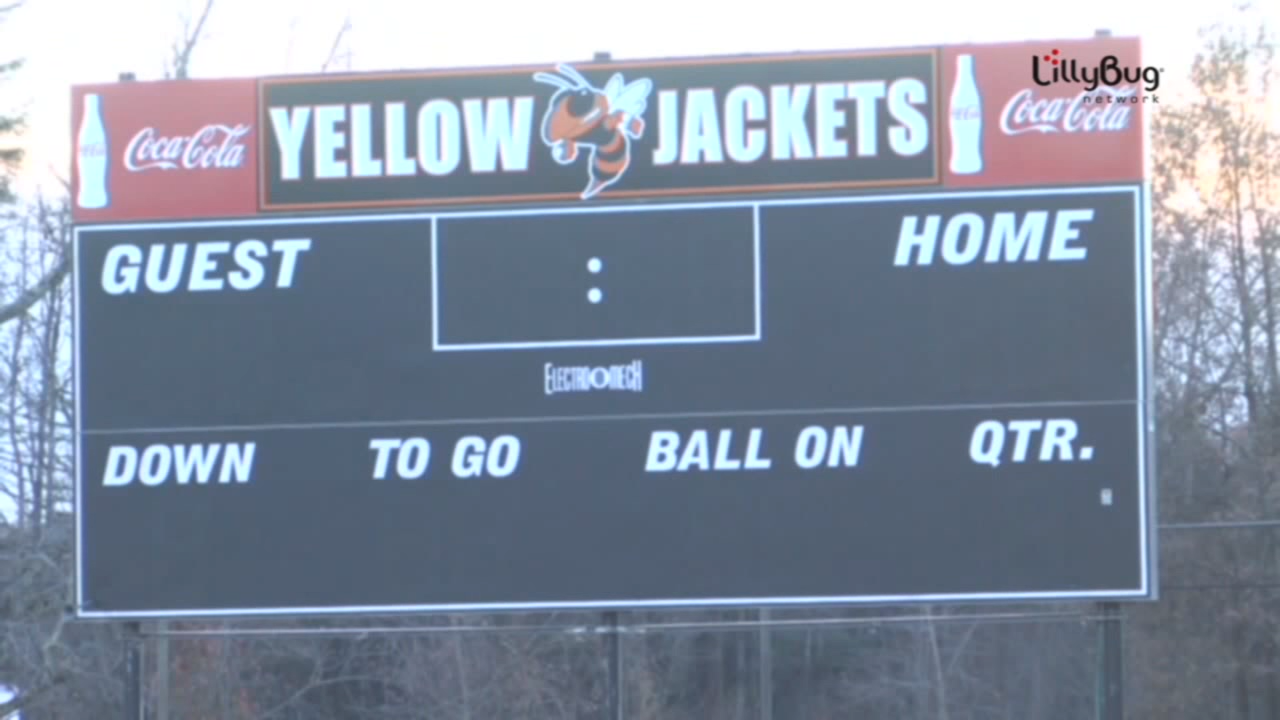 LillyBug
network
Coca-Cola YELLOW JACKETS Coca-Cola
GUEST : HOME
ELECTRO-MECH
DOWN TO GO BALL ON QTR.